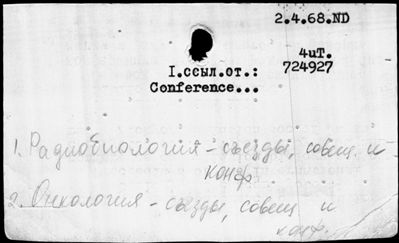 2.4.68.ND
4иТ.
724927
I.ссыл.от.:
Conference...
1. Радиобиология - съезды, совещ. и
конф.
2. Онкология - съезды, совещ и
конф.